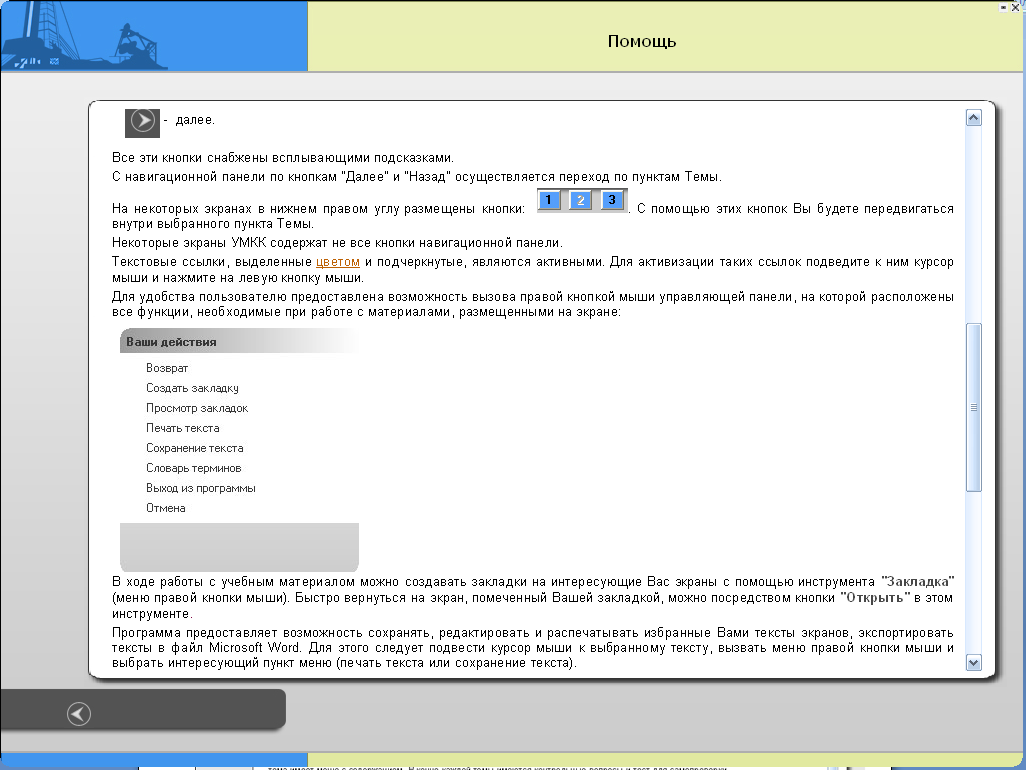 Помощь
- далее.
Все эти кнопки снабжены всплывающими подсказками.
С навигационной панели по кнопкам "Далее" и "Назад" осуществляется переход по пунктам Темы.
На некоторых экранах в нижнем правом углу размещены кнопки: 1 2 3 . С помощью этих кнопок Вы будете передвигаться
внутри выбранного пункта Темы.
Некоторые экраны УМКК содержат не все кнопки навигационной панели.
Текстовые ссылки, выделенные цветом и подчеркнутые, являются активными. Для активизации таких ссылок подведите к ним курсор
мыши и нажмите на левую кнопку мыши.
Для удобства пользователю предоставлена возможность вызова правой кнопкой мыши управляющей панели, на которой расположены
все функции, необходимые при работе с материалами, размещенными на экране:
Ваши действия
Возврат
Создать закладку
Просмотр закладок
Печать текста
Сохранение текста
Словарь терминов
Выход из программы
Отмена
В ходе работы с учебным материалом можно создавать закладки на интересующие Вас экраны с помощью инструмента "Закладка"
(меню правой кнопки мыши). Быстро вернуться на экран, помеченный Вашей закладкой, можно посредством кнопки "Открыть" в этом
инструменте.
Программа предоставляет возможность сохранять, редактировать и распечатывать избранные Вами тексты экранов, экспортировать
тексты в файл Microsoft Word. Для этого следует подвести курсор мыши к выбранному тексту, вызвать меню правой кнопки мыши и
выбрать интересующий пункт меню (печать текста или сохранение текста).